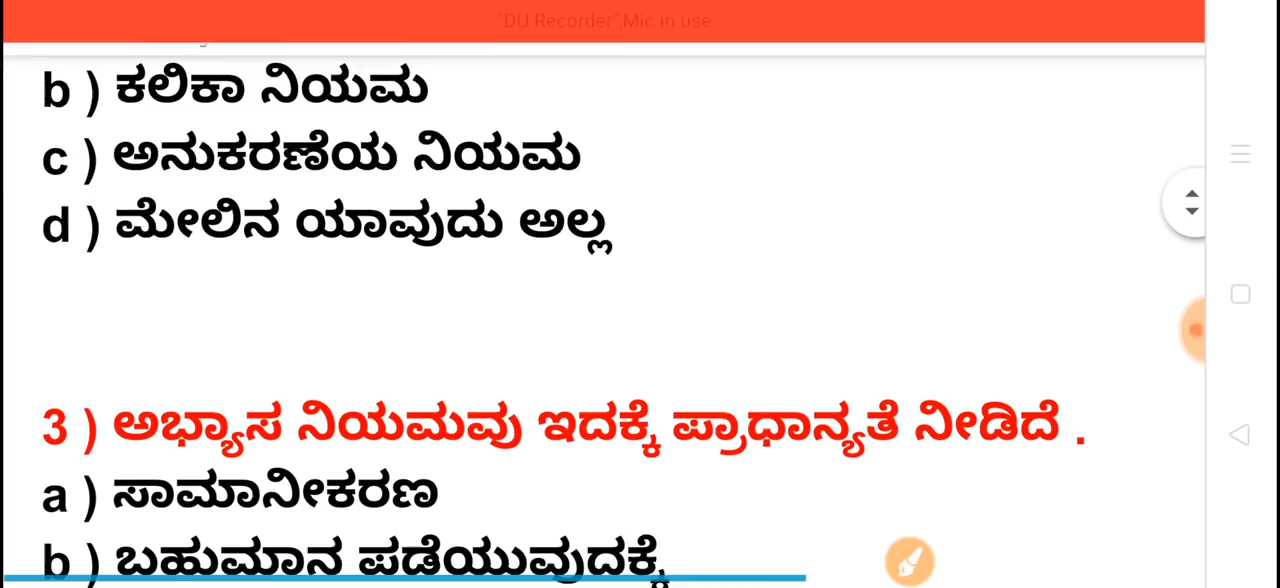 "DU Recorder",Mic in use
b ) ಕಲಿಕಾ ನಿಯಮ
c ) ಅನುಕರಣೆಯ ನಿಯಮ
d ) ಮೇಲಿನ ಯಾವುದು ಅಲ್ಲ
3 ) ಅಭ್ಯಾಸ ನಿಯಮವು ಇದಕ್ಕೆ ಪ್ರಾಧಾನ್ಯತೆ ನೀಡಿದೆ .
a ) ಸಾಮಾನೀಕರಣ
b ) ಬಹುಮಾನ ಪಡೆಯುವುದಕ್ಕೆ